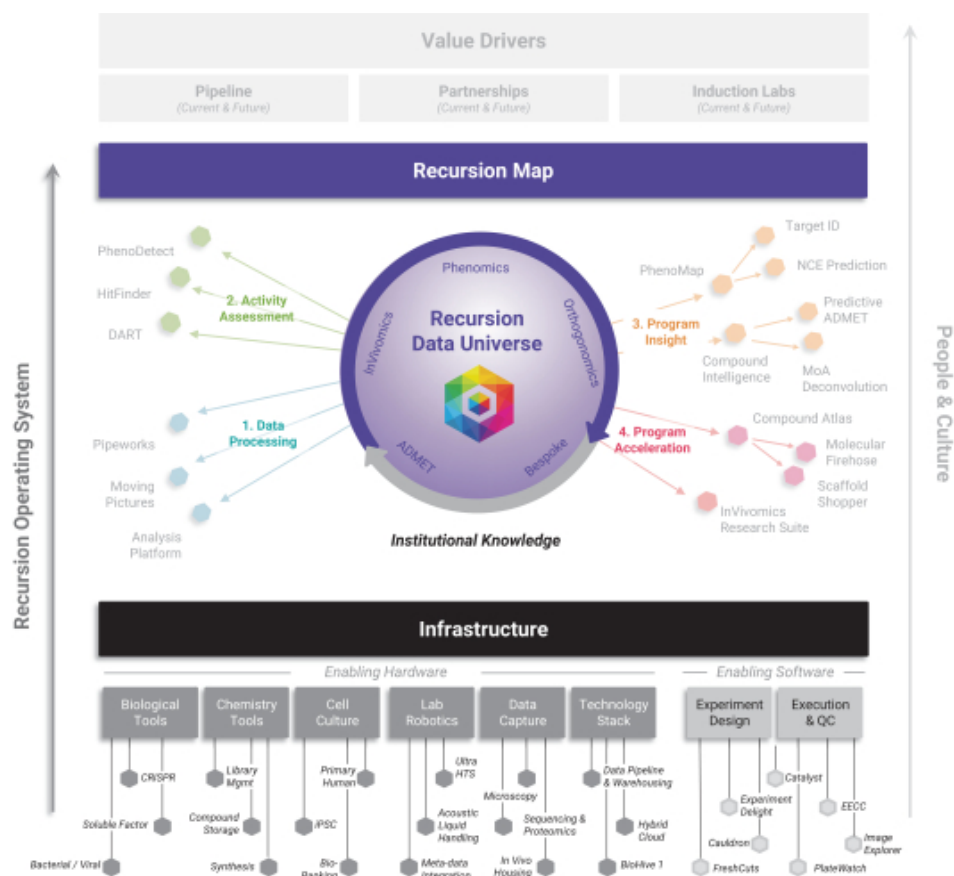 Value Drivers
Pipeline
(Current & Future)
Partnerships
(Current & Future)
Induction Labs
(Current & Future)
Recursion Map
Recursion Operating System
People & Culture
PhenoDetect
HitFinder
DART
2. Activity
Assessment
Pipeworks
Moving
Pictures
Analysis
Platform
1. Data
Processing
Phenomics
InVivomics
Orthogonomics
ADMET
Bespoke
Recursion
Data Universe
Institutional Knowledge
3. Program
Insight
PhenoMap
Target ID
NCE Prediction
Compound
Intelligence
Predictive
ADMET
MoA
Deconvolution
4. Program
Acceleration
Compound Atlas
Molecular
Firehose
Scaffold
Shopper
InVivomics
Research Suite
Infrastructure
Enabling Hardware
Enabling Software
Biological
Tools
Chemistry
Tools
Cell
Culture
Lab
Robotics
Data
Capture
Technology
Stack
Experiment
Design
Execution
& QC
CRISPR
Soluble Factor
Bacterial / Viral
Library
Mgmt
Compound
Storage
Synthesis
Primary
Human
iPSC
Bio-
Banking
Ultra
HTS
Acoustic
Liquid
Handling
Meta-data
Integration
Microscopy
Sequencing &
Proteomics
In Vivo
Housing
Data Pipeline
& Warehousing
Hybrid
Cloud
BioHive 1
Catalyst
Experiment
Delight
Cauldron
FreshCuts
EECC
Image
Explorer
PlateWatch